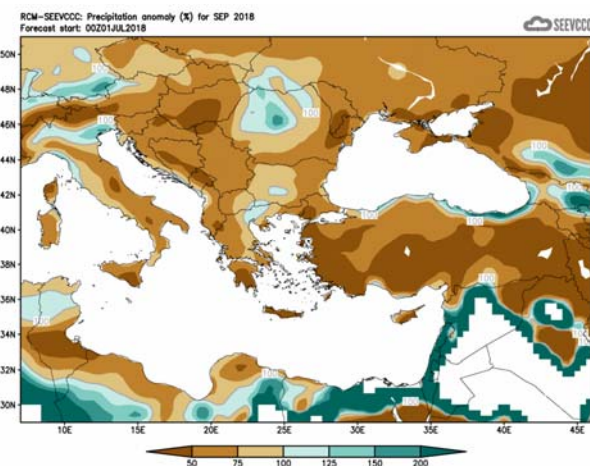 RCM-SEEVCCC: Precipitation anomaly (%) for SEP 2018
Forecast start: 00Z01JUL2018
SEEVCCC
50N
48N
46N
44N
42N
40N
38N
36N
34N
32N
30N
100
100
100
100
100
100
100
100
100
100
100
10E
15E
20E
25E
30E
35E
40E
45E
50
75
100
125
150
200